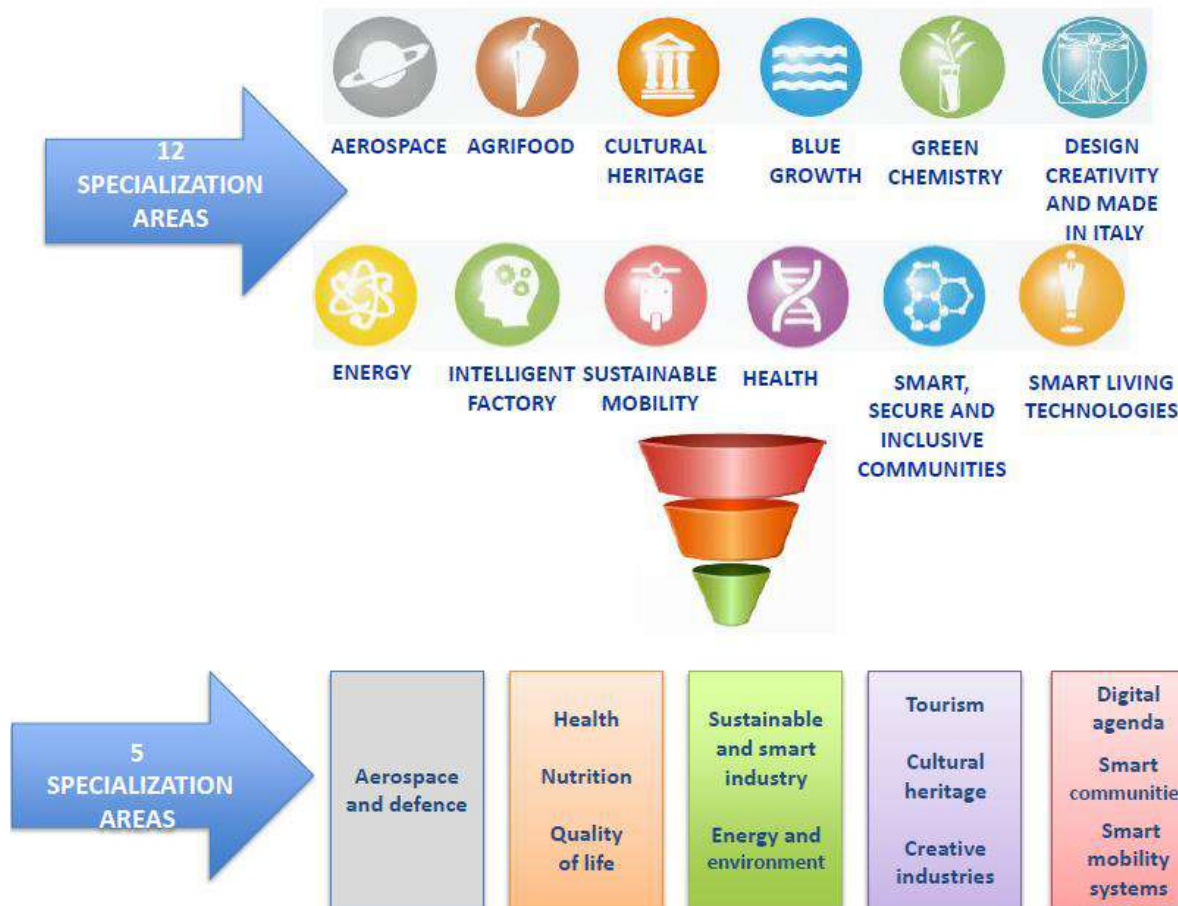 12
SPECIALIZATION
AREAS
AEROSPACE
AGRIFOOD
CULTURAL
HERITAGE
BLUE
GROWTH
GREEN
CHEMISTRY
DESIGN
CREATIVITY
AND MADE
IN ITALY
ENERGY
INTELLIGENT
FACTORY
SUSTAINABLE
MOBILITY
HEALTH
SMART,
SECURE AND
INCLUSIVE
COMMUNITIES
SMART LIVING
TECHNOLOGIES
5
SPECIALIZATION
AREAS
Aerospace
and defence
Health
Nutrition
Quality
of life
Sustainable
and smart
industry
Energy and
environment
Tourism
Cultural
heritage
Creative
industries
Digital
agenda
Smart
communitie
Smart
mobility
systems